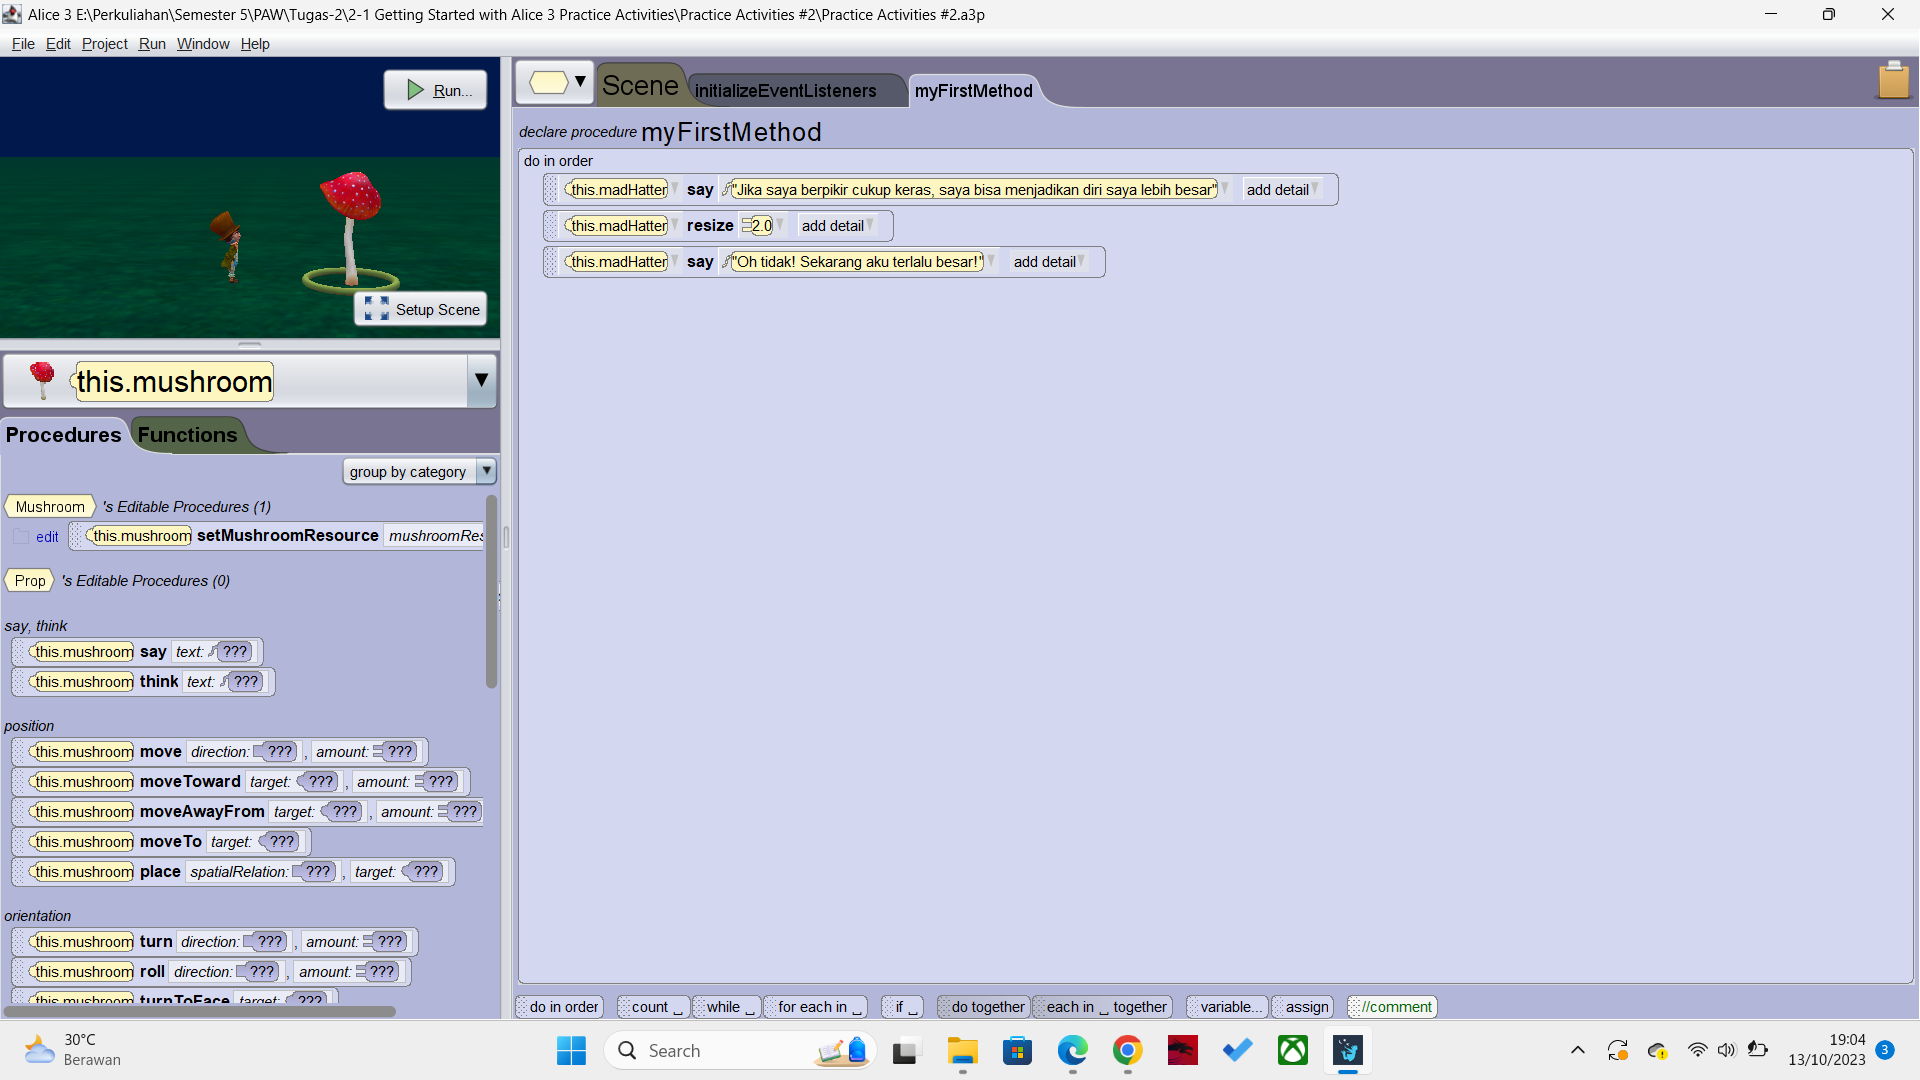 Alice 3 E:\Perkuliahan\Semester 5\PAW\Tugas-2\2-1 Getting Started with Alice 3 Practice Activities\Practice Activities #2\Practice Activities #2.a3p
File Edit Project Run Window Help
Run...
Setup Scene
this.mushroom
Procedures Functions
group by category
Mushroom 's Editable Procedures (1)
edit this.mushroom setMushroomResource mushroomRes
Prop 's Editable Procedures (0)
say, think
this.mushroom say text: ???
this.mushroom think text: ???
position
this.mushroom move direction: ??? , amount: ???
this.mushroom moveToward target: ??? , amount: ???
this.mushroom moveAwayFrom target: ??? , amount: ???
this.mushroom moveTo target: ???
this.mushroom place spatialRelation: ??? , target: ???
orientation
this.mushroom turn direction: ??? , amount: ???
this.mushroom roll direction: ??? , amount: ???
this.mushroom turnToFace target: ???
Scene initializeEventListeners myFirstMethod
declare procedure myFirstMethod
do in order
this.madHatter say "Jika saya berpikir cukup keras, saya bisa menjadikan diri saya lebih besar" add detail
this.madHatter resize 2.0 add detail
this.madHatter say "Oh tidak! Sekarang aku terlalu besar!" add detail
do in order count _ while _ for each in _ if _ do together each in _ together variable... assign //comment
30°C
Berawan
Search
19:04
13/10/2023
3